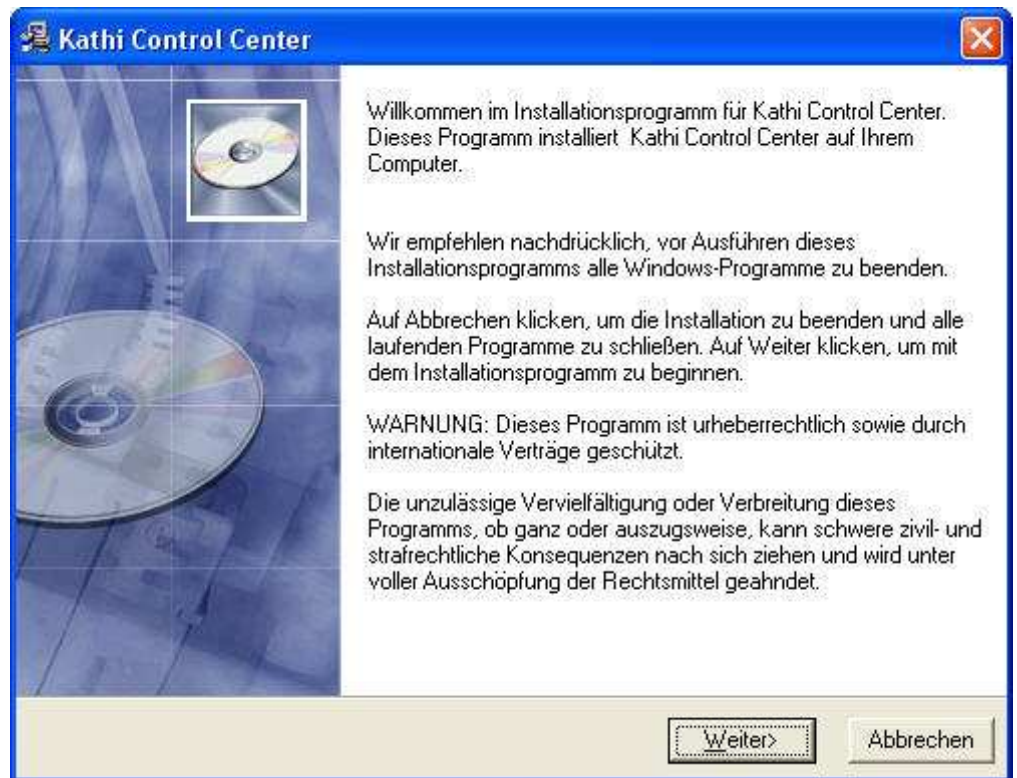 Kathi Control Center
Willkommen im Installationsprogramm für Kathi Control Center.
Dieses Programm installiert Kathi Control Center auf Ihrem
Computer.
Wir empfehlen nachdrücklich, vor Ausführen dieses
Installationsprogramms alle Windows-Programme zu beenden.
Auf Abbrechen klicken, um die Installation zu beenden und alle
laufenden Programme zu schließen. Auf Weiter klicken, um mit
dem Installationsprogramm zu beginnen.
WARNUNG: Dieses Programm ist urheberrechtlich sowie durch
internationale Verträge geschützt.
Die unzulässige Vervielfältigung oder Verbreitung dieses
Programms, ob ganz oder auszugsweise, kann schwere zivil- und
strafrechtliche Konsequenzen nach sich ziehen und wird unter
voller Ausschöpfung der Rechtsmittel geahndet.
Weiter>
Abbrechen